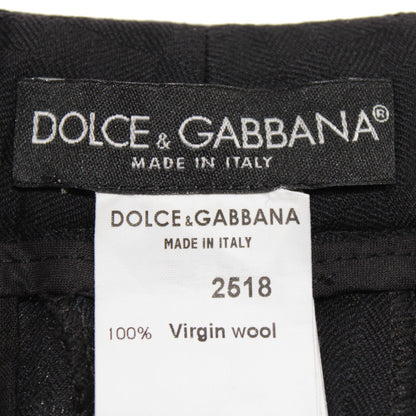 DOLCE & GABBANA®
MADE IN ITALY
DOLCE&GABBANA
MADE IN ITALY
2518
100% Virgin wool